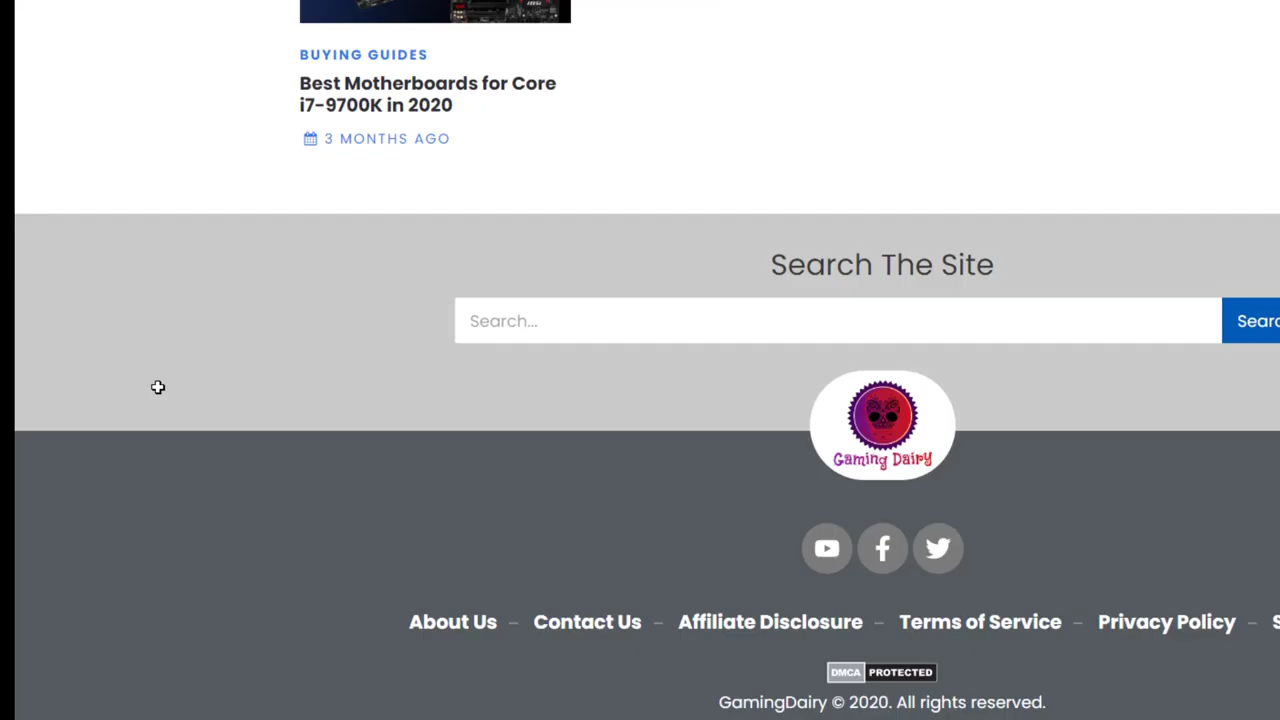 BUYING GUIDES
Best Motherboards for Core
i7-9700K in 2020
3 MONTHS AGO
Search The Site
Search...
Gaming Dairy
About Us – Contact Us – Affiliate Disclosure – Terms of Service – Privacy Policy –
DMCA PROTECTED
GamingDairy © 2020. All rights reserved.